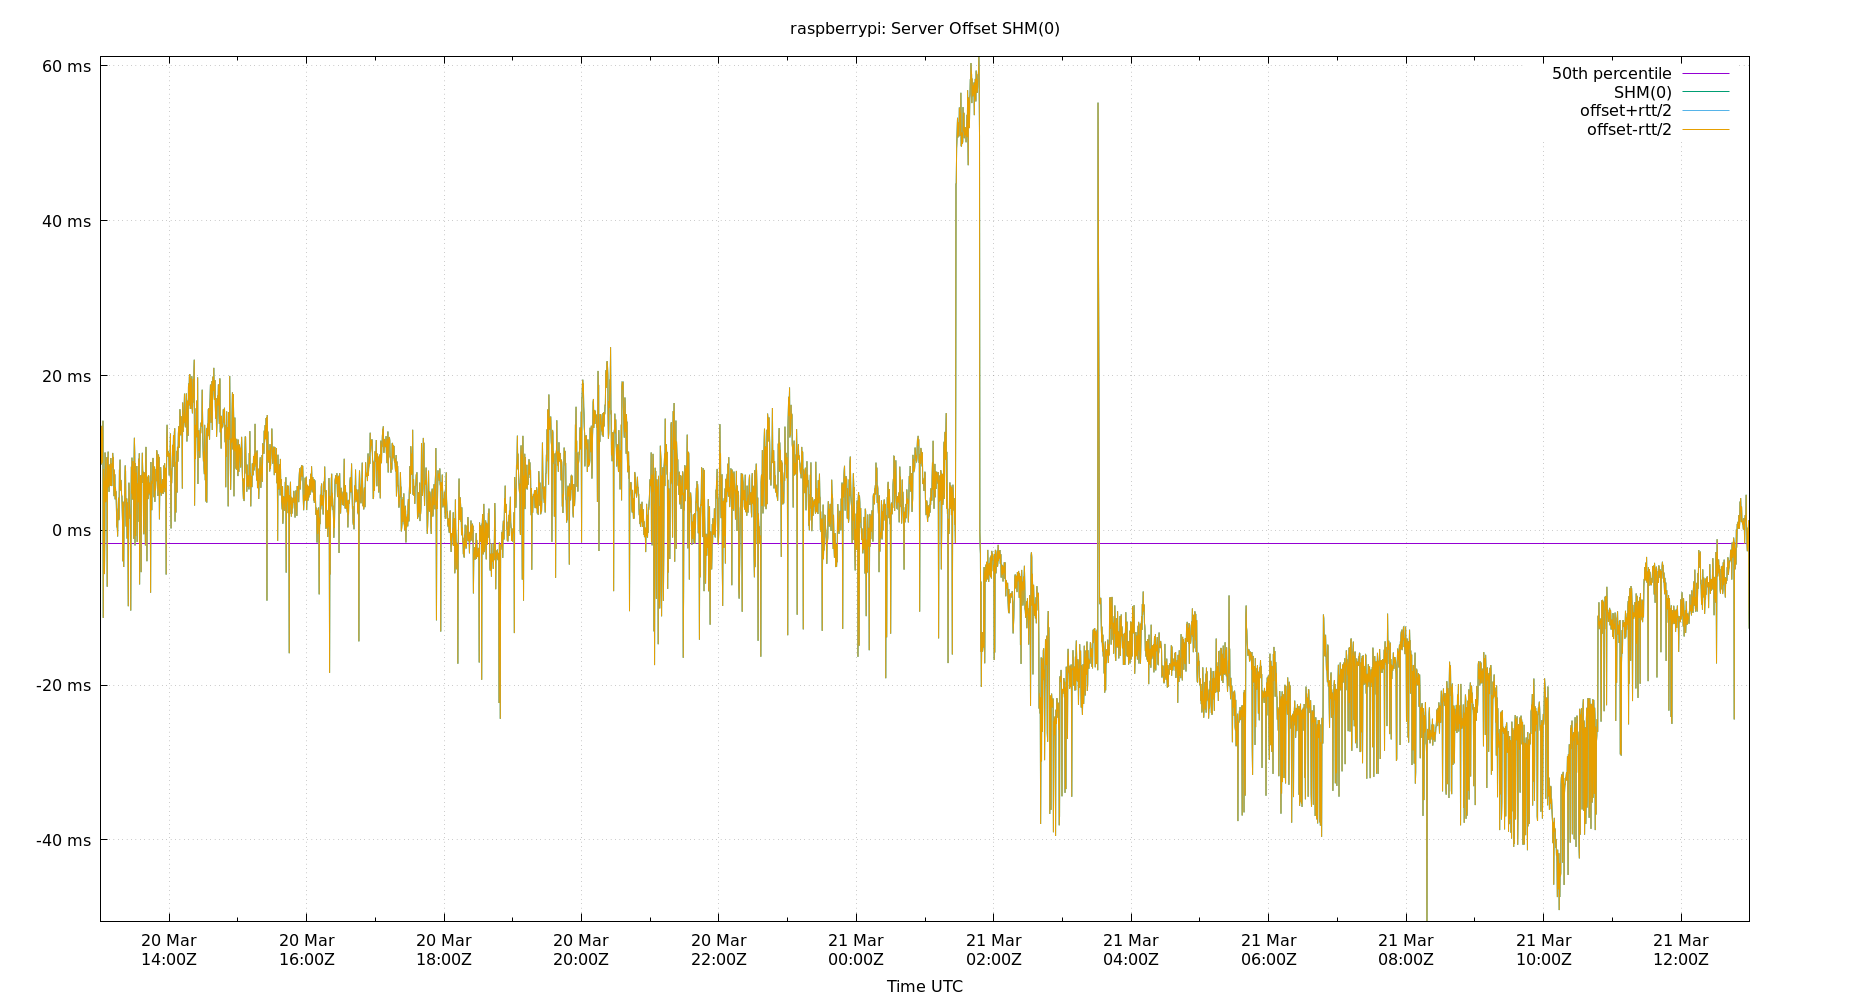 raspberrypi: Server Offset SHM(0)
60 ms
40 ms
20 ms
0 ms
-20 ms
-40 ms
50th percentile
SHM(0)
offset+rtt/2
offset-rtt/2
20 Mar 20 Mar 20 Mar 20 Mar 20 Mar 21 Mar 21 Mar 21 Mar 21 Mar 21 Mar 21 Mar 21 Mar
14:00Z 16:00Z 18:00Z 20:00Z 22:00Z 00:00Z 02:00Z 04:00Z 06:00Z 08:00Z 10:00Z 12:00Z
Time UTC